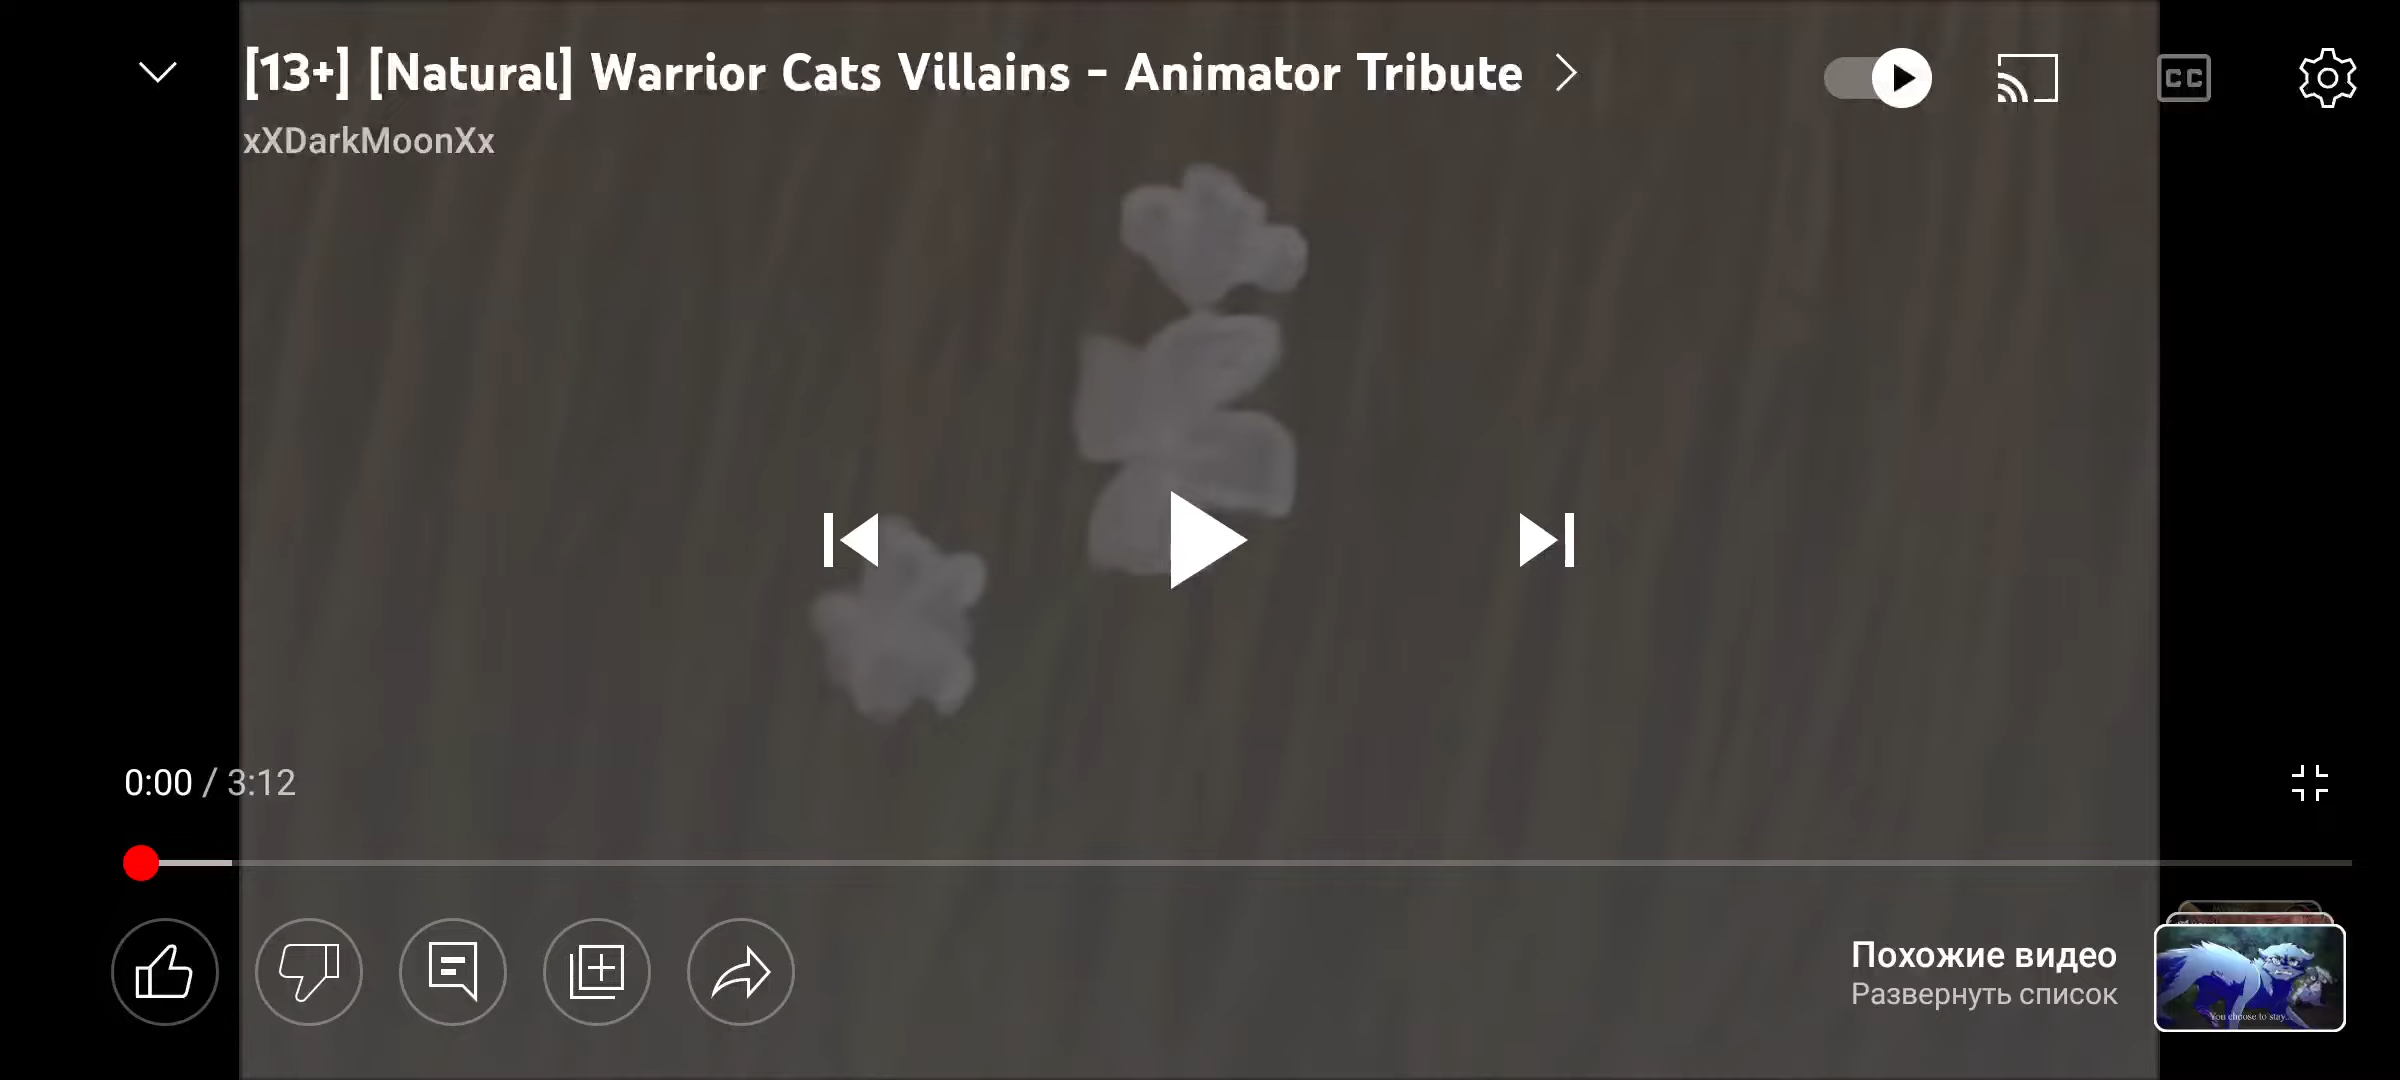 [13+] [Natural] Warrior Cats Villains - Animator Tribute
xXDarkMoonXx
CC
0:00 / 3:12
Похожие видео
Развернуть список
You choose to stay...